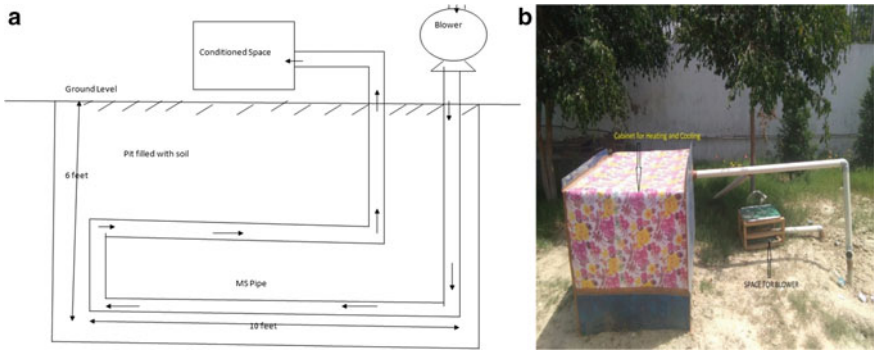 a
Blower
Conditioned Space
Ground Level
Pit filled with soil
6 feet
MS Pipe
10 feet
b
Cabinet for Heating and Cooling
SPACE FOR BLOWER